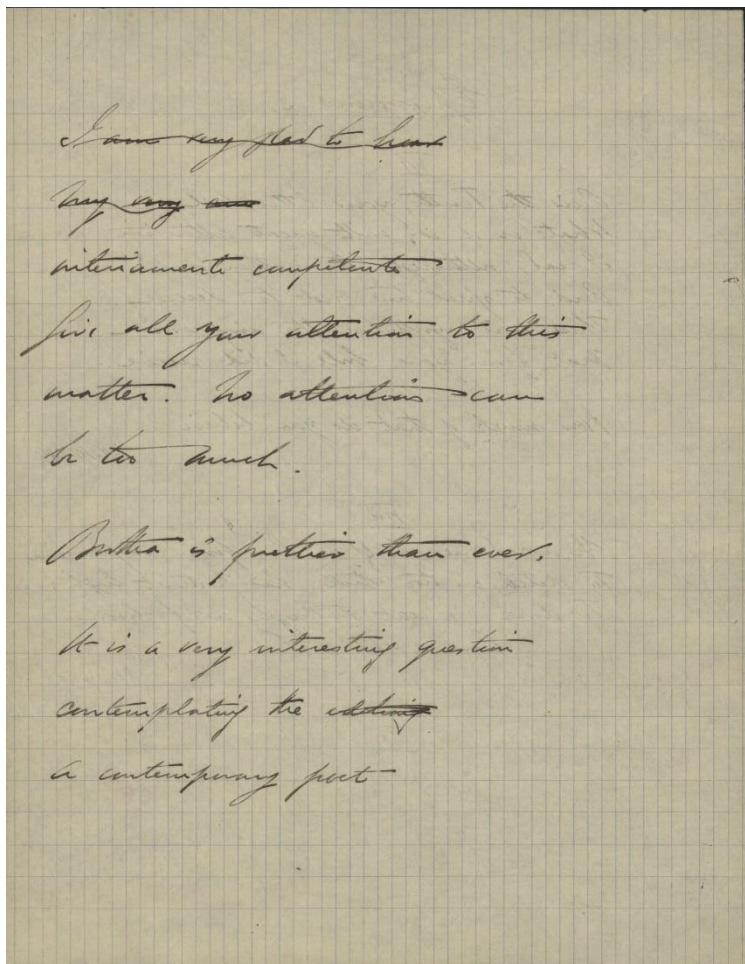 I am very glad to hear
my very
interiamente competente
Give all your attention to this
matter. No attention can
be too much.
Bertha is prettier than ever.
It is a very interesting question
contemplating the
a contemporary poet